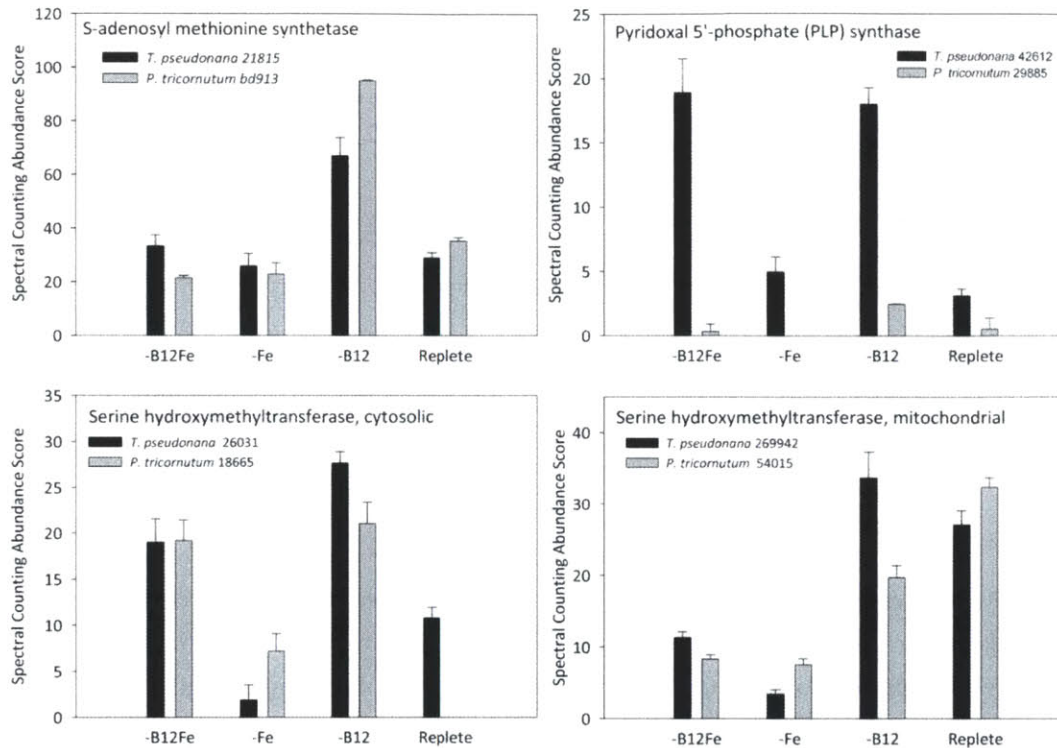 S-adenosyl methionine synthetase
T. pseudonana 21815
P. tricornutum bd913
Spectral Counting Abundance Score
120
100
80
60
40
20
0
-B12Fe -Fe -B12 Replete
Pyridoxal 5'-phosphate (PLP) synthase
T. pseudonana 42612
P tricornutum 29885
Spectral Counting Abundance Score
25
20
15
10
5
0
-B12Fe -Fe -B12 Replete
Serine hydroxymethyltransferase, cytosolic
T. pseudonana 26031
P. tricornutum 18665
Spectral Counting Abundance Score
35
30
25
20
15
10
5
0
-B12Fe -Fe -B12 Replete
Serine hydroxymethyltransferase, mitochondrial
T. pseudonana 269942
P. tricornutum 54015
Spectral Counting Abundance Score
40
30
20
10
0
-B12Fe -Fe -B12 Replete